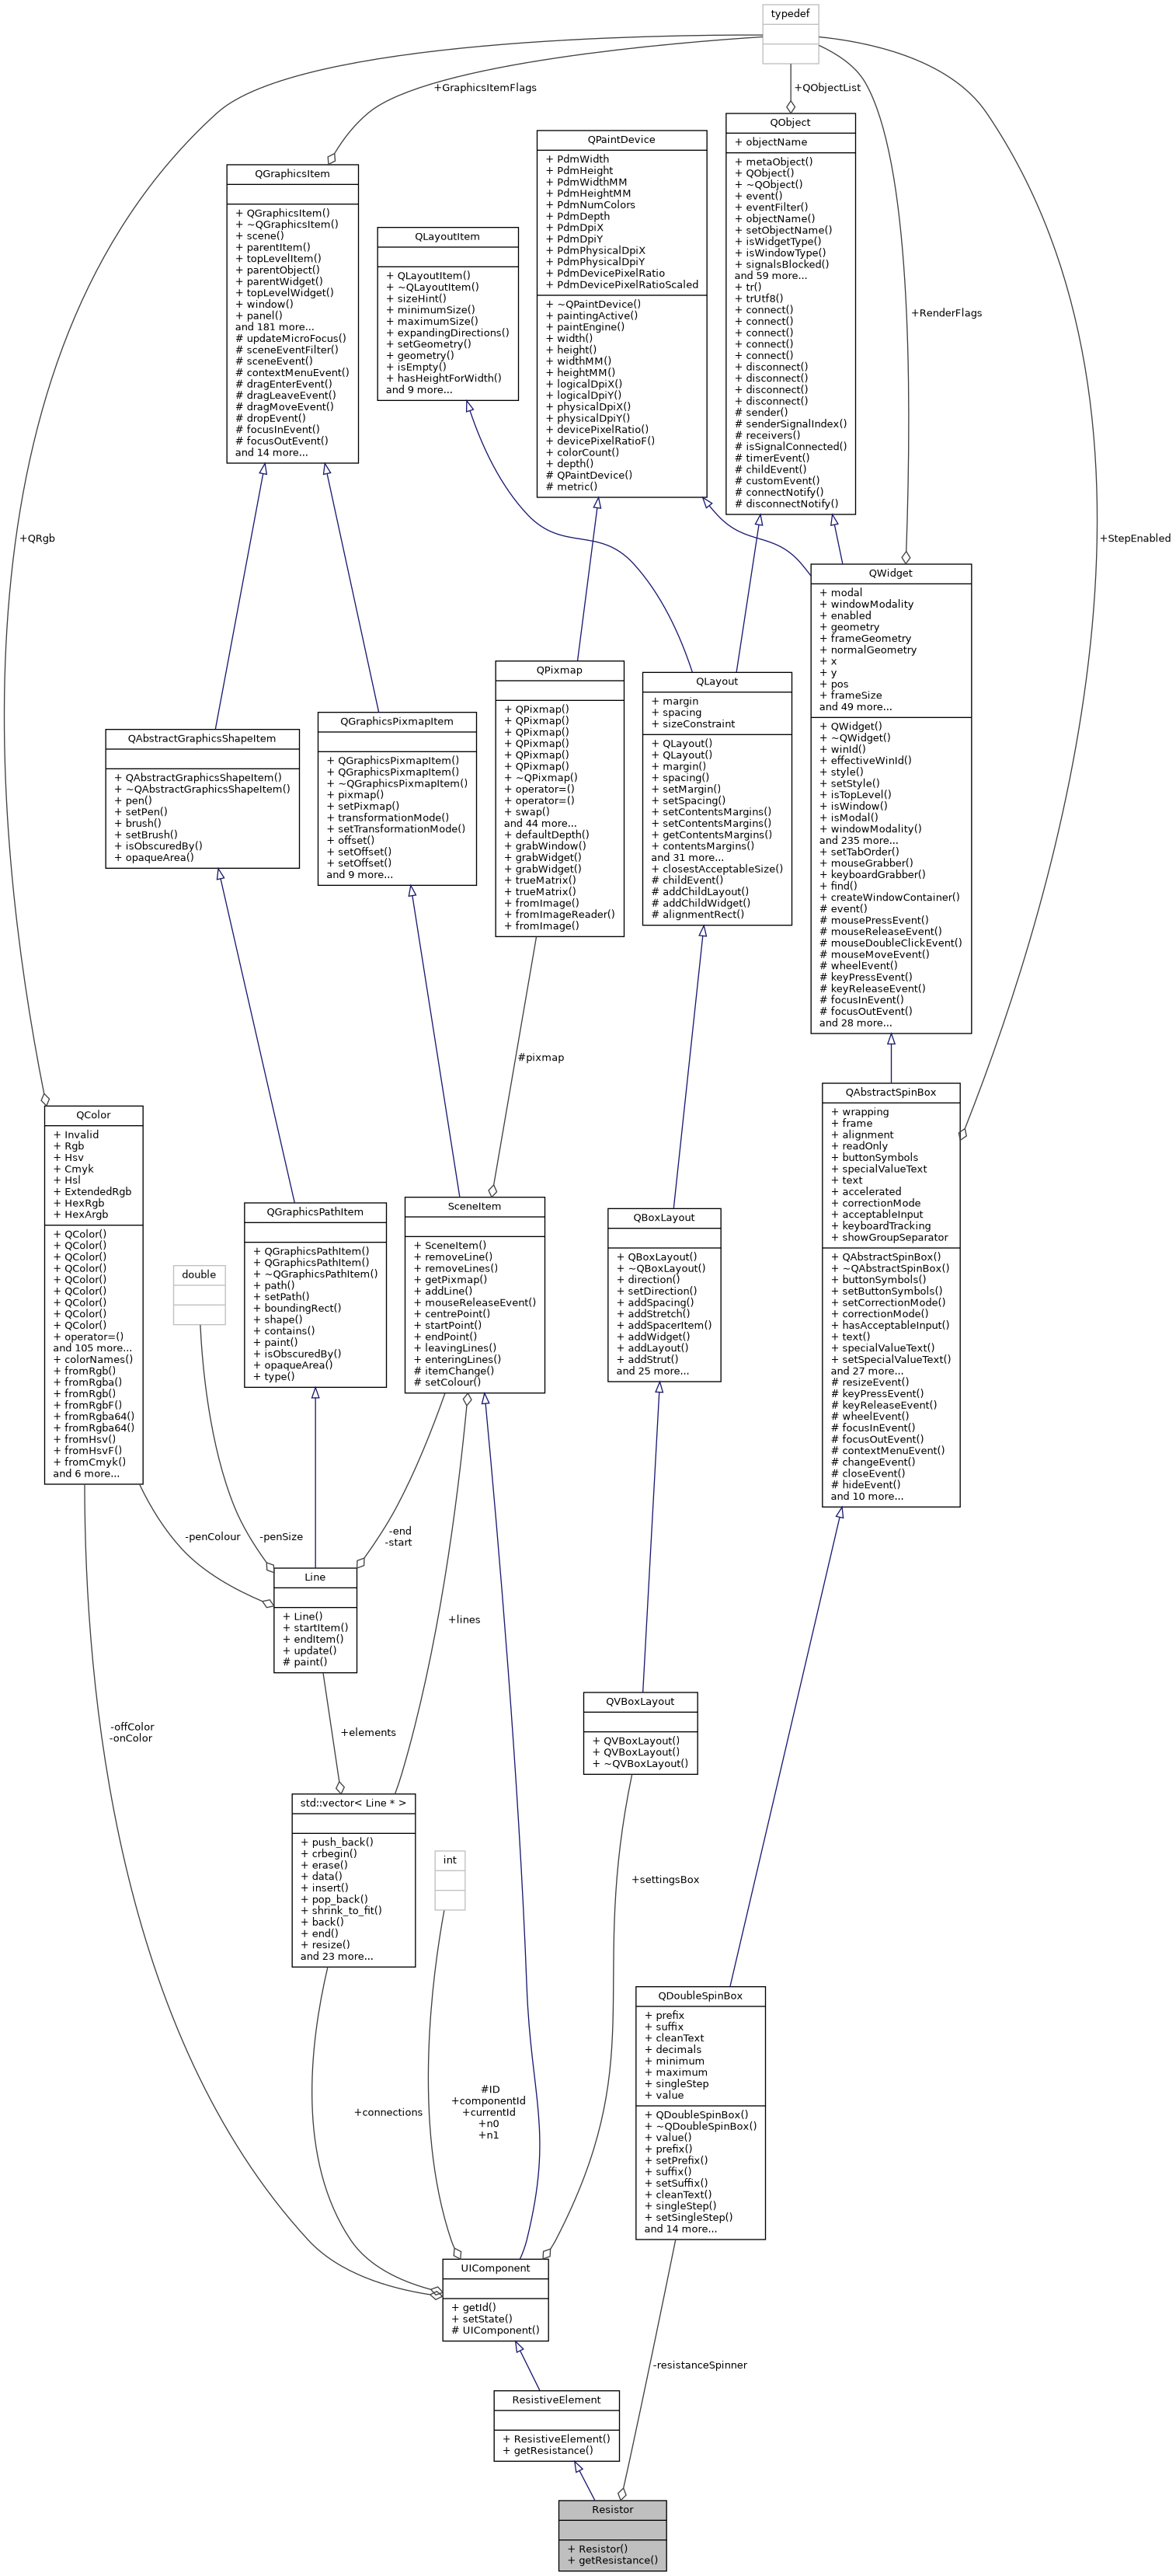 typedef
+GraphicsItemFlags
+QObjectList
QObject
+ objectName
+ metaObject()
+ QObject()
+ ~QObject()
+ event()
+ eventFilter()
+ objectName()
+ setObjectName()
+ isWidgetType()
+ isWindowType()
+ signalsBlocked()
and 59 more...
+ tr()
+ trUtf8()
+ connect()
+ connect()
+ connect()
+ connect()
+ connect()
+ disconnect()
+ disconnect()
+ disconnect()
+ disconnect()
# sender()
# senderSignalIndex()
# receivers()
# isSignalConnected()
# timerEvent()
# childEvent()
# customEvent()
# connectNotify()
# disconnectNotify()
QPaintDevice
+ PdmWidth
+ PdmHeight
+ PdmWidthMM
+ PdmHeightMM
+ PdmNumColors
+ PdmDepth
+ PdmDpiX
+ PdmDpiY
+ PdmPhysicalDpiX
+ PdmPhysicalDpiY
+ PdmDevicePixelRatio
+ PdmDevicePixelRatioScaled
+ ~QPaintDevice()
+ paintingActive()
+ paintEngine()
+ width()
+ height()
+ widthMM()
+ heightMM()
+ logicalDpiX()
+ logicalDpiY()
+ physicalDpiX()
+ physicalDpiY()
+ devicePixelRatio()
+ devicePixelRatioF()
+ colorCount()
+ depth()
# QPaintDevice()
# metric()
QGraphicsItem
+ QGraphicsItem()
+ ~QGraphicsItem()
+ scene()
+ parentItem()
+ topLevelItem()
+ parentObject()
+ parentWidget()
+ topLevelWidget()
+ window()
+ panel()
and 181 more...
# updateMicroFocus()
# sceneEventFilter()
# sceneEvent()
# contextMenuEvent()
# dragEnterEvent()
# dragLeaveEvent()
# dragMoveEvent()
# dropEvent()
# focusInEvent()
# focusOutEvent()
and 14 more...
QLayoutItem
+ QLayoutItem()
+ ~QLayoutItem()
+ sizeHint()
+ minimumSize()
+ maximumSize()
+ expandingDirections()
+ setGeometry()
+ geometry()
+ isEmpty()
+ hasHeightForWidth()
and 9 more...
+RenderFlags
+QRgb
+StepEnabled
QWidget
+ modal
+ windowModality
+ enabled
+ geometry
+ frameGeometry
+ normalGeometry
+ x
+ y
+ pos
+ frameSize
and 49 more...
+ QWidget()
+ ~QWidget()
+ winId()
+ effectiveWinId()
+ style()
+ setStyle()
+ isTopLevel()
+ isWindow()
+ isModal()
+ windowModality()
and 235 more...
+ setTabOrder()
+ mouseGrabber()
+ keyboardGrabber()
+ find()
+ createWindowContainer()
# event()
# mousePressEvent()
# mouseReleaseEvent()
# mouseDoubleClickEvent()
# mouseMoveEvent()
# wheelEvent()
# keyPressEvent()
# keyReleaseEvent()
# focusInEvent()
# focusOutEvent()
and 28 more...
QPixmap
+ QPixmap()
+ QPixmap()
+ QPixmap()
+ QPixmap()
+ QPixmap()
+ QPixmap()
+ ~QPixmap()
+ operator=()
+ operator=()
+ swap()
and 44 more...
+ defaultDepth()
+ grabWindow()
+ grabWidget()
+ grabWidget()
+ trueMatrix()
+ trueMatrix()
+ fromImage()
+ fromImageReader()
+ fromImage()
QLayout
+ margin
+ spacing
+ sizeConstraint
+ QLayout()
+ QLayout()
+ margin()
+ spacing()
+ setMargin()
+ setSpacing()
+ setContentsMargins()
+ setContentsMargins()
+ getContentsMargins()
+ contentsMargins()
and 31 more...
+ closestAcceptableSize()
# childEvent()
# addChildLayout()
# addChildWidget()
# alignmentRect()
QGraphicsPixmapItem
+ QGraphicsPixmapItem()
+ QGraphicsPixmapItem()
+ ~QGraphicsPixmapItem()
+ pixmap()
+ setPixmap()
+ transformationMode()
+ setTransformationMode()
+ offset()
+ setOffset()
+ setOffset()
and 9 more...
QAbstractGraphicsShapeItem
+ QAbstractGraphicsShapeItem()
+ ~QAbstractGraphicsShapeItem()
+ pen()
+ setPen()
+ brush()
+ setBrush()
+ isObscuredBy()
+ opaqueArea()
#pixmap
QAbstractSpinBox
+ wrapping
+ frame
+ alignment
+ readOnly
+ buttonSymbols
+ specialValueText
+ text
+ accelerated
+ correctionMode
+ acceptableInput
+ keyboardTracking
+ showGroupSeparator
+ QAbstractSpinBox()
+ ~QAbstractSpinBox()
+ buttonSymbols()
+ setButtonSymbols()
+ setCorrectionMode()
+ correctionMode()
+ hasAcceptableInput()
+ text()
+ specialValueText()
+ setSpecialValueText()
and 27 more...
# resizeEvent()
# keyPressEvent()
# keyReleaseEvent()
# wheelEvent()
# focusInEvent()
# focusOutEvent()
# contextMenuEvent()
# changeEvent()
# closeEvent()
# hideEvent()
and 10 more...
QColor
+ Invalid
+ Rgb
+ Hsv
+ Cmyk
+ Hsl
+ ExtendedRgb
+ HexRgb
+ HexArgb
+ QColor()
+ QColor()
+ QColor()
+ QColor()
+ QColor()
+ QColor()
+ QColor()
+ QColor()
+ QColor()
+ operator=()
and 105 more...
+ colorNames()
+ fromRgb()
+ fromRgba()
+ fromRgb()
+ fromRgbF()
+ fromRgba64()
+ fromRgba64()
+ fromHsv()
+ fromHsvF()
+ fromCmyk()
and 6 more...
double
QGraphicsPathItem
+ QGraphicsPathItem()
+ QGraphicsPathItem()
+ ~QGraphicsPathItem()
+ path()
+ setPath()
+ boundingRect()
+ shape()
+ contains()
+ paint()
+ isObscuredBy()
+ opaqueArea()
+ type()
SceneItem
+ SceneItem()
+ removeLine()
+ removeLines()
+ getPixmap()
+ addLine()
+ mouseReleaseEvent()
+ centrePoint()
+ startPoint()
+ endPoint()
+ leavingLines()
+ enteringLines()
# itemChange()
# setColour()
QBoxLayout
+ QBoxLayout()
+ ~QBoxLayout()
+ direction()
+ setDirection()
+ addSpacing()
+ addStretch()
+ addSpacerItem()
+ addWidget()
+ addLayout()
+ addStrut()
and 25 more...
-penColour
-penSize
-end
-start
Line
+ Line()
+ startItem()
+ endItem()
+ update()
# paint()
+lines
-offColor
-onColor
+elements
QVBoxLayout
+ QVBoxLayout()
+ QVBoxLayout()
+ ~QVBoxLayout()
std::vector< Line * >
+ push_back()
+ crbegin()
+ erase()
+ data()
+ insert()
+ pop_back()
+ shrink_to_fit()
+ back()
+ end()
+ resize()
and 23 more...
int
+settingsBox
QDoubleSpinBox
+ prefix
+ suffix
+ cleanText
+ decimals
+ minimum
+ maximum
+ singleStep
+ value
+ QDoubleSpinBox()
+ ~QDoubleSpinBox()
+ value()
+ prefix()
+ setPrefix()
+ suffix()
+ setSuffix()
+ cleanText()
+ singleStep()
+ setSingleStep()
and 14 more...
+connections
#ID
+componentId
+currentId
+n0
+n1
UIComponent
+ getId()
+ setState()
# UIComponent()
-resistanceSpinner
ResistiveElement
+ ResistiveElement()
+ getResistance()
Resistor
+ Resistor()
+ getResistance()